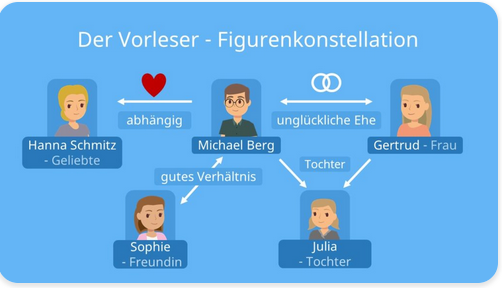 Der Vorleser - Figurenkonstellation
abhängig
unglückliche Ehe
Hanna Schmitz
- Geliebte
Michael Berg
Gertrud - Frau
gutes Verhältnis
Tochter
Sophie
- Freundin
Julia
- Tochter